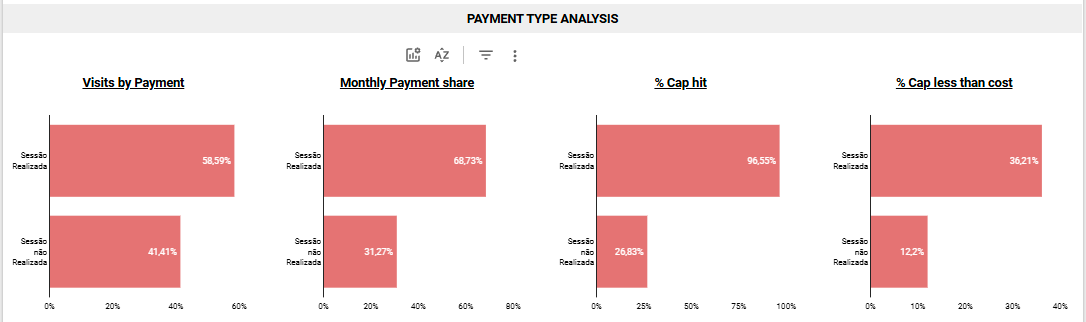 PAYMENT TYPE ANALYSIS
Visits by Payment
Sessão
Realizada
58,59%
Sessão
não
Realizada
41,41%
0% 20% 40% 60%
Monthly Payment share
Sessão
Realizada
68,73%
Sessão
não
Realizada
31,27%
0% 20% 40% 60% 80%
% Cap hit
Sessão
Realizada
96,55%
Sessão
não
Realizada
26,83%
0% 25% 50% 75% 100%
% Cap less than cost
Sessão
Realizada
36,21%
Sessão
não
Realizada
12,2%
0% 10% 20% 30% 40%